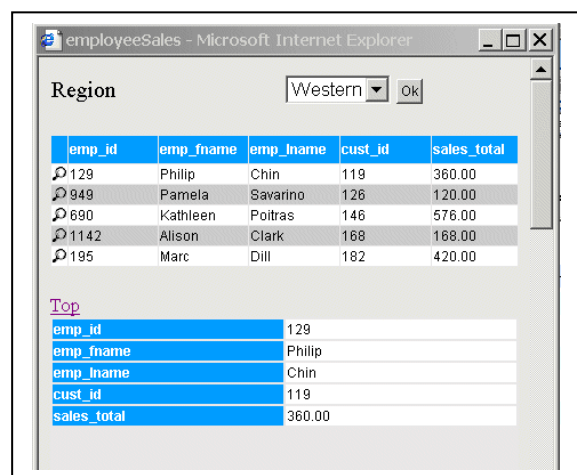 employeeSales - Microsoft Internet Explorer
Region Western Ok
emp_id emp_fname emp_lname cust_id sales_total
129 Philip Chin 119 360.00
949 Pamela Savarino 126 120.00
690 Kathleen Poitras 146 576.00
1142 Alison Clark 168 168.00
195 Marc Dill 182 420.00
Top
emp_id 129
emp_fname Philip
emp_lname Chin
cust_id 119
sales_total 360.00